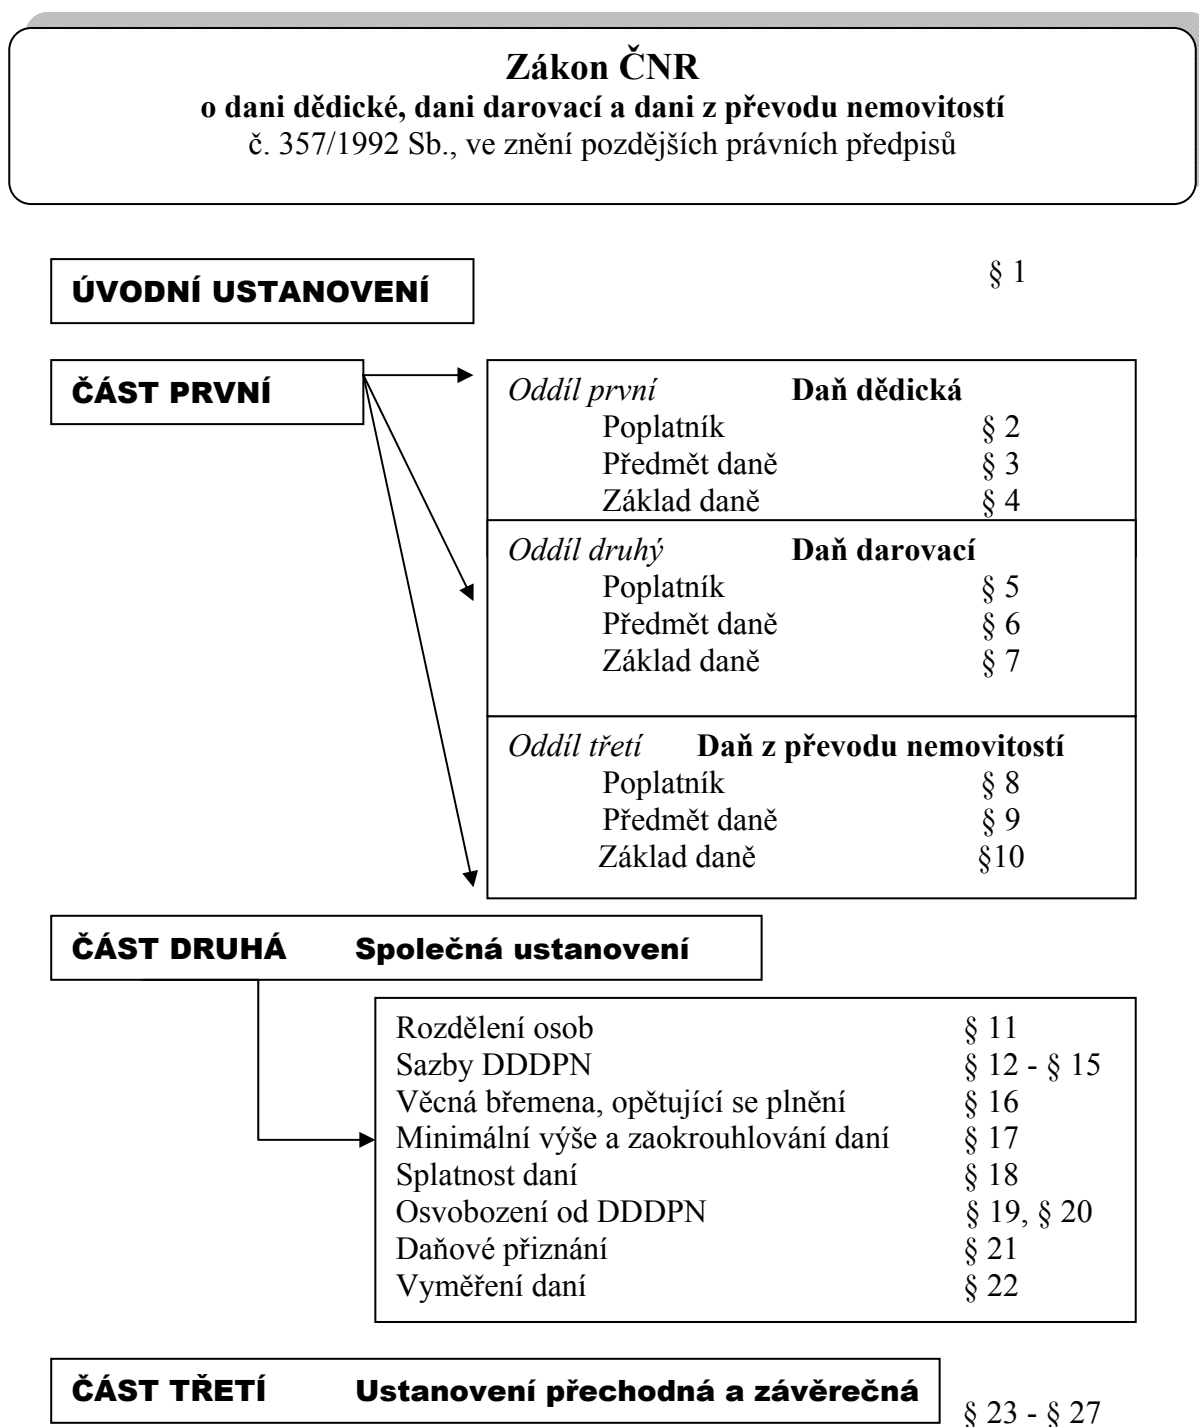 Zákon ČNR
o dani dědické, dani darovací a dani z převodu nemovitostí
č. 357/1992 Sb., ve znění pozdějších právních předpisů
ÚVODNÍ USTANOVENÍ § 1
ČÁST PRVNÍ
Oddíl první Daň dědická
Poplatník § 2
Předmět daně § 3
Základ daně § 4
Oddíl druhý Daň darovací
Poplatník § 5
Předmět daně § 6
Základ daně § 7
Oddíl třetí Daň z převodu nemovitostí
Poplatník § 8
Předmět daně § 9
Základ daně §10
ČÁST DRUHÁ Společná ustanovení
Rozdělení osob § 11
Sazby DDDPN § 12 - § 15
Věcná břemena, opětující se plnění § 16
Minimální výše a zaokrouhlování daní § 17
Splatnost daní § 18
Osvobození od DDDPN § 19, § 20
Daňové přiznání § 21
Vyměření daní § 22
ČÁST TŘETÍ Ustanovení přechodná a závěrečná § 23 - § 27